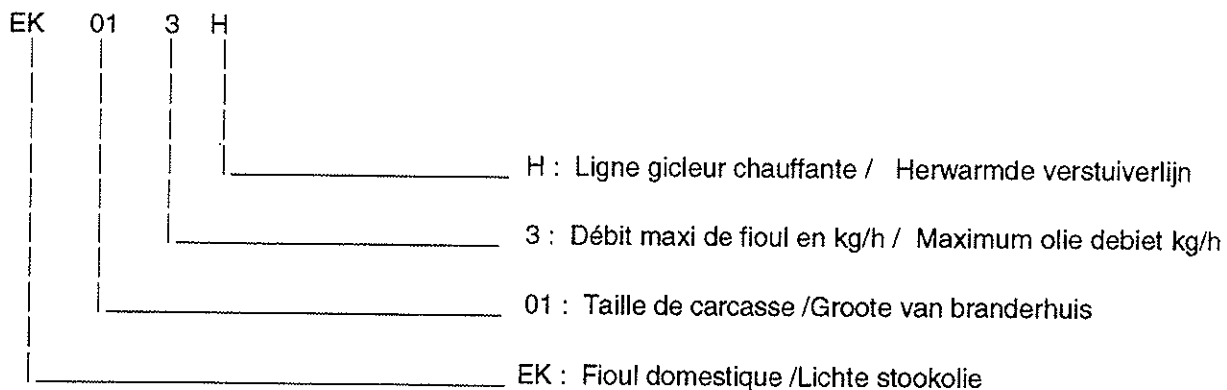 EK 01 3 H
H : Ligne gicleur chauffante / Herwarmde verstuiverlijn
3 : Débit maxi de fioul en kg/h / Maximum olie debiet kg/h
01 : Taille de carcasse /Groote van branderhuis
EK : Fioul domestique /Lichte stookolie